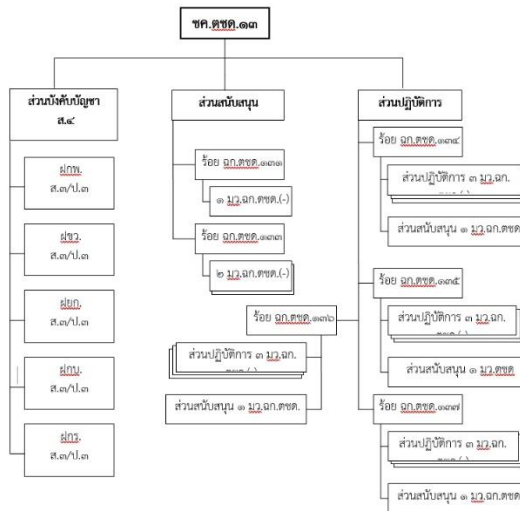 ชค.ตชด.๑๓
ส่วนบังคับบัญชา
ส.๔
ฝกพ.
ส.๓/ป.๓
ฝขว.
ส.๓/ป.๓
ฝยก.
ส.๓/ป.๓
ฝกบ.
ส.๓/ป.๓
ฝกร.
ส.๓/ป.๓
ส่วนสนับสนุน
ร้อย ฉก.ตชด.๑๓๑
๑ มว.ฉก.ตชด.(-)
ร้อย ฉก.ตชด.๑๓๓
๒ มว.ฉก.ตชด.(-)
ส่วนปฏิบัติการ
ร้อย ฉก.ตชด.๑๓๔
ส่วนปฏิบัติการ ๓ มว.ฉก.
ส่วนสนับสนุน ๑ มว.ฉก.ตชด
ร้อย ฉก.ตชด.๑๓๕
ส่วนปฏิบัติการ ๓ มว.ฉก.
ส่วนสนับสนุน ๑ มว.ตชด
ร้อย ฉก.ตชด.๑๓๖
ส่วนปฏิบัติการ ๓ มว.ฉก.
ส่วนสนับสนุน ๑ มว.ฉก.ตชด.
ร้อย ฉก.ตชด.๑๓๗
ส่วนปฏิบัติการ ๓ มว.ฉก.
ส่วนสนับสนุน ๑ มว.ฉก.ตชด